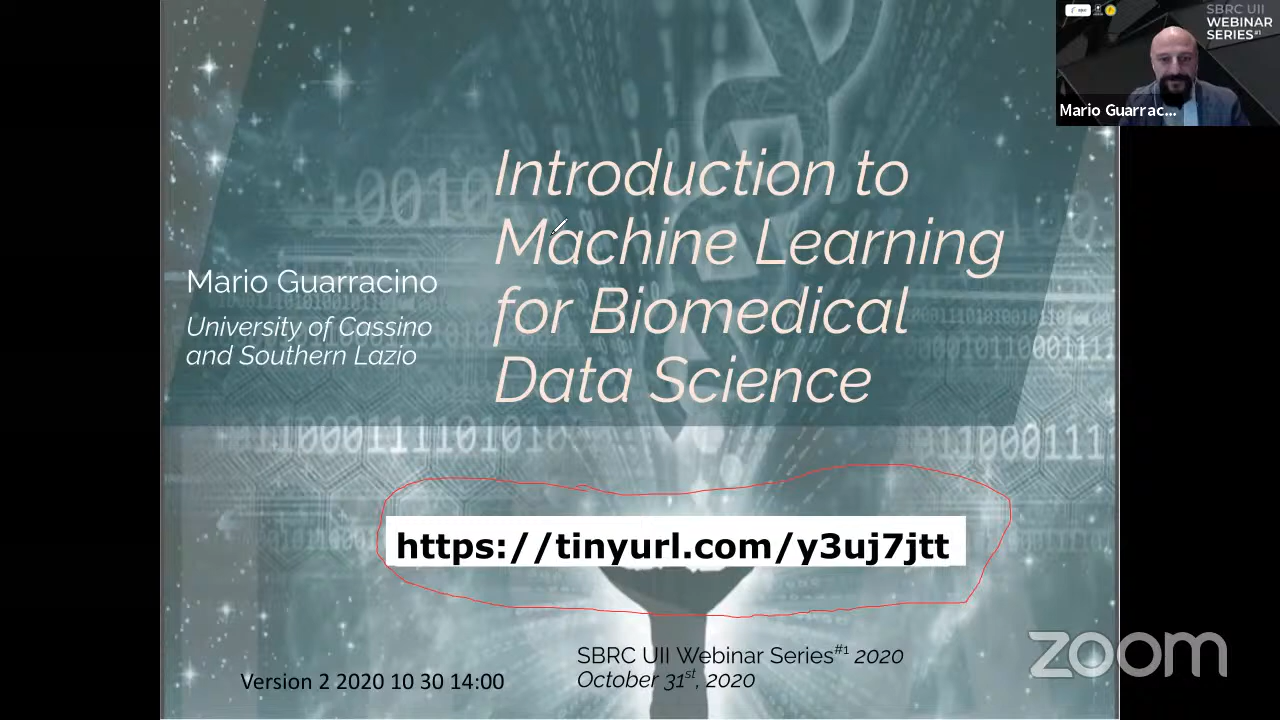 SBRC UII
WEBINAR
SERIES#1
Mario Guarrac...
Introduction to
Machine Learning
for Biomedical
Data Science
Mario Guarracino
University of Cassino
and Southern Lazio
https://tinyurl.com/y3uj7jtt
SBRC UII Webinar Series#1 2020
October 31st, 2020
Version 2 2020 10 30 14:00
zoom